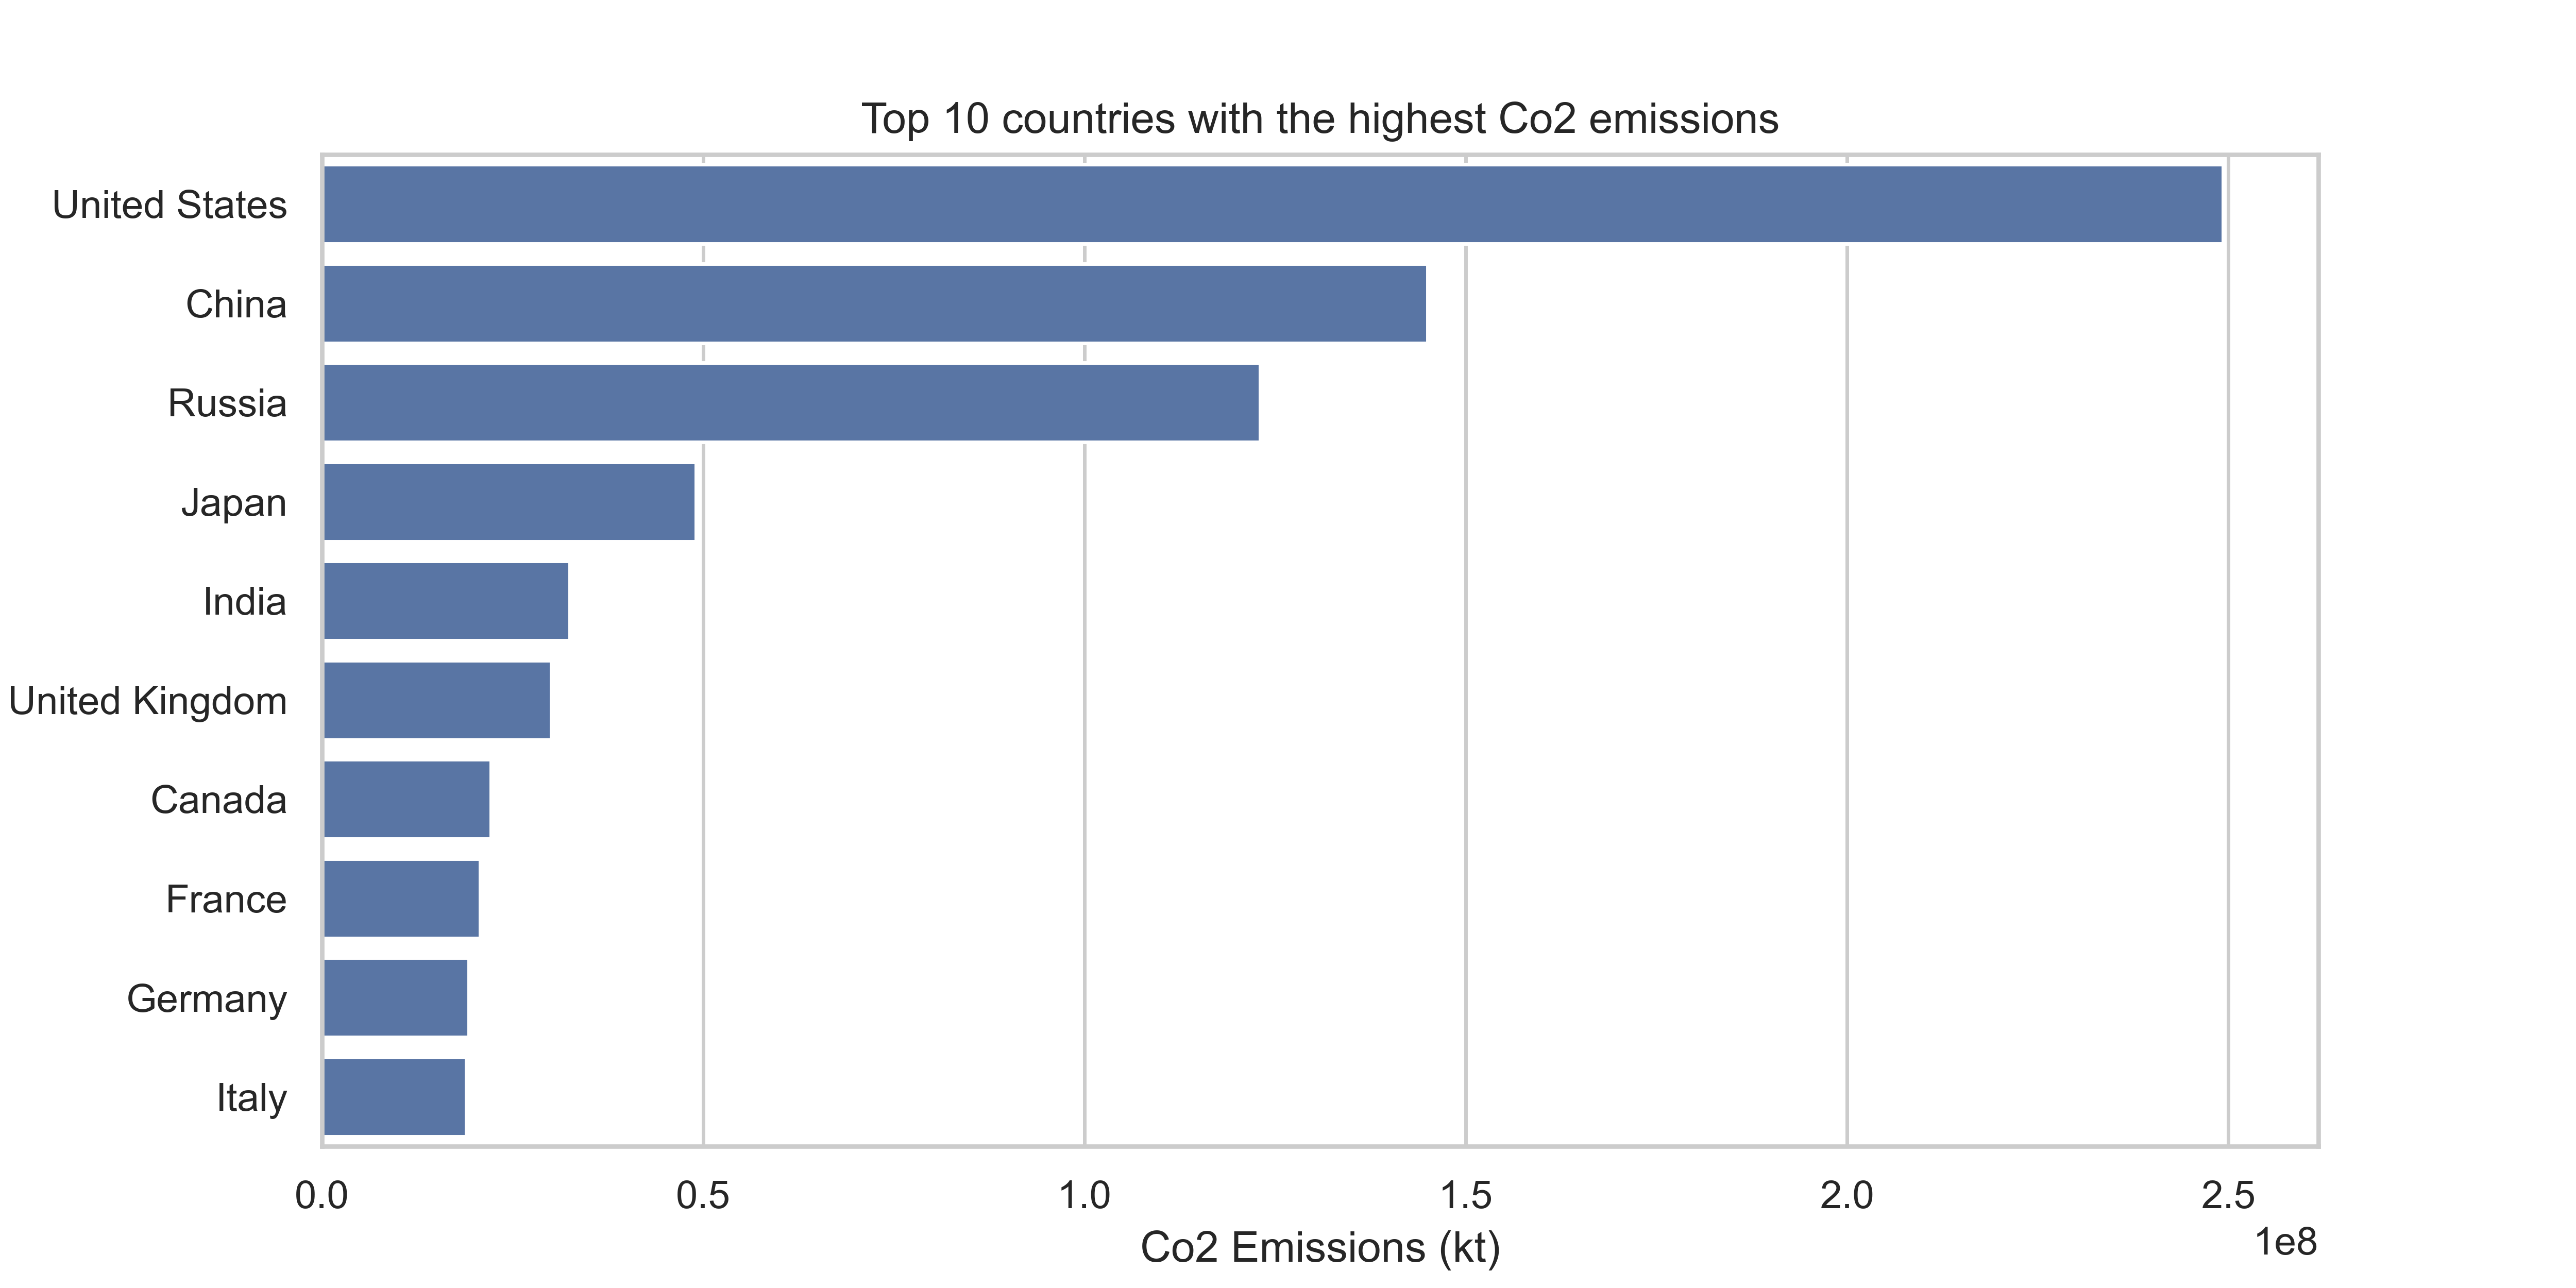 Top 10 countries with the highest Co2 emissions
United States
China
Russia
Japan
India
United Kingdom
Canada
France
Germany
Italy
0.0 0.5 1.0 1.5 2.0 2.5
1e8
Co2 Emissions (kt)